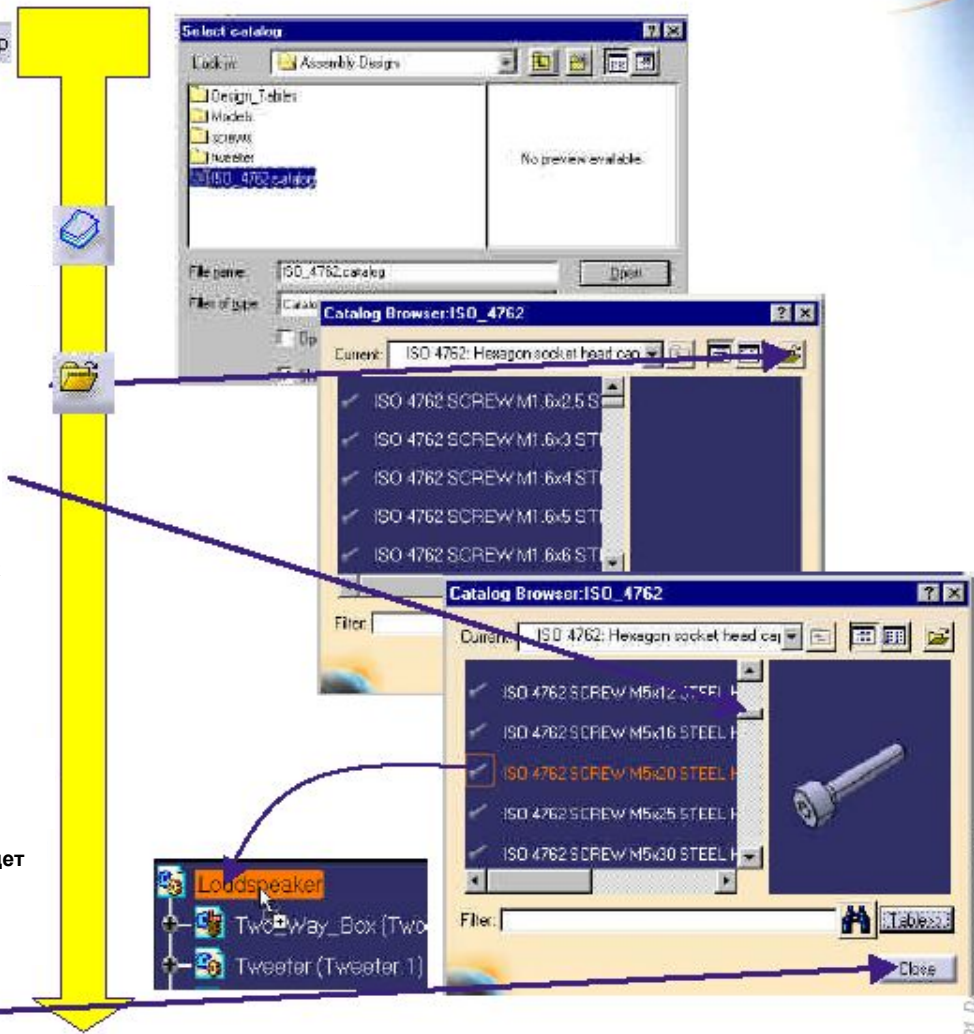 Select catalog
Look in: Assembly Design
Design_Tables
Models
screws
tweeter
ISO_4762.catalog
No preview available.
File name: ISO_4762.catalog Open
Files of type:
Catalog Browser:ISO_4762
Current: ISO 4762: Hexagon socket head cap
ISO 4762 SCREW M1.6x2,5 S
ISO 4762 SCREW M1.6x3 STE
ISO 4762 SCREW M1.6x4 STE
ISO 4762 SCREW M1.6x5 STE
ISO 4762 SCREW M1.6x6 STE
Filter:
Catalog Browser:ISO_4762
Current: ISO 4762: Hexagon socket head cap
ISO 4762 SCREW M5x12 STEEL H
ISO 4762 SCREW M5x16 STEEL H
ISO 4762 SCREW M5x20 STEEL H
ISO 4762 SCREW M5x25 STEEL H
ISO 4762 SCREW M5x30 STEEL H
Filter: Table>>
Close
Loudspeaker
Two_Way_Box (Two
Tweeter (Tweeter.1)